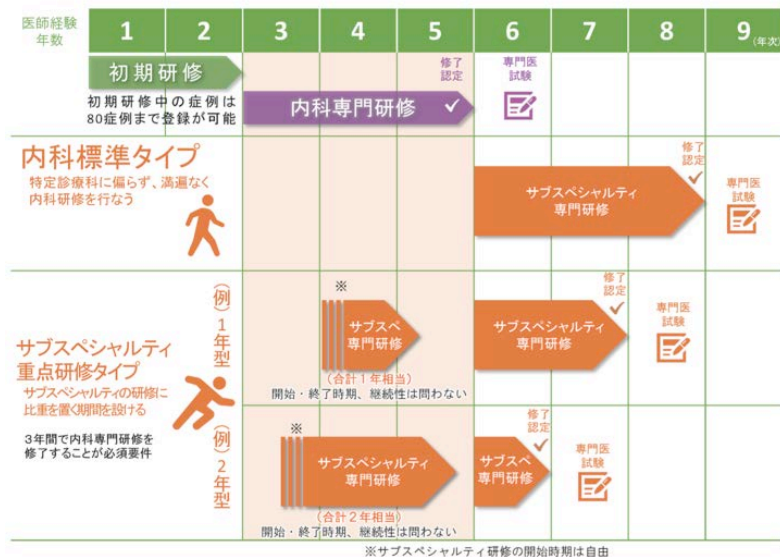 医師経験
年数
1
2
3
4
5
6
7
8
9
(年次)
初期研修
初期研修中の症例は
80症例まで登録が可能
内科専門研修
修了
認定
専門医
試験
内科標準タイプ
特定診療科に偏らず、満遍なく
内科研修を行なう
サブスペシャルティ
専門研修
修了
認定
専門医
試験
サブスペシャルティ
重点研修タイプ
サブスペシャルティの研修に
比重を置く期間を設ける
3年間で内科専門研修を
修了することが必須要件
(例)1年型
※
サブスペ
専門研修
(合計1年相当)
開始・終了時期、継続性は問わない
サブスペシャルティ
専門研修
修了
認定
専門医
試験
(例)2年型
※
サブスペシャルティ
専門研修
(合計2年相当)
開始・終了時期、継続性は問わない
サブスペ
専門研修
修了
認定
専門医
試験
※サブスペシャルティ研修の開始時期は自由